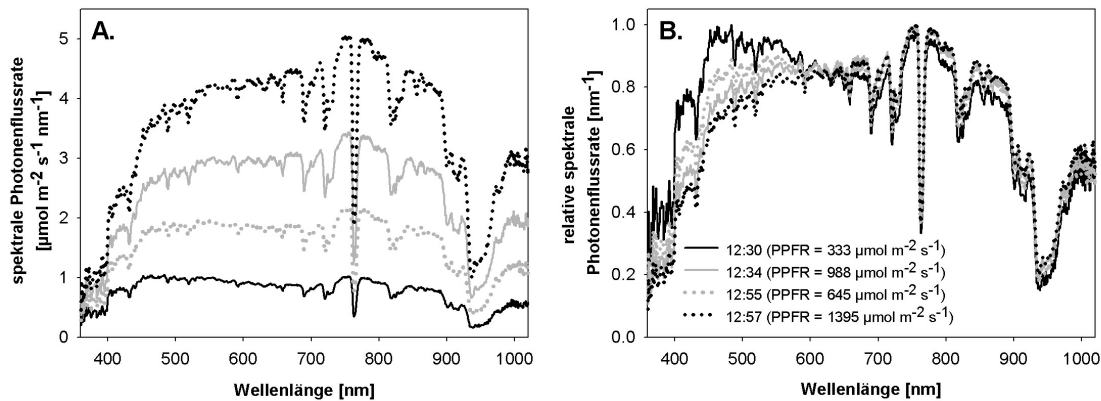 A.
spektrale Photonenflussrate
[µmol m-2 s-1 nm-1]
5
4
3
2
1
0
400 500 600 700 800 900 1000
Wellenlänge [nm]
B.
relative spektrale
Photonenflussrate [nm-1]
1.0
0.8
0.6
0.4
0.2
0.0
12:30 (PPFR = 333 µmol m-2 s-1)
12:34 (PPFR = 988 µmol m-2 s-1)
12:55 (PPFR = 645 µmol m-2 s-1)
12:57 (PPFR = 1395 µmol m-2 s-1)
400 500 600 700 800 900 1000
Wellenlänge [nm]